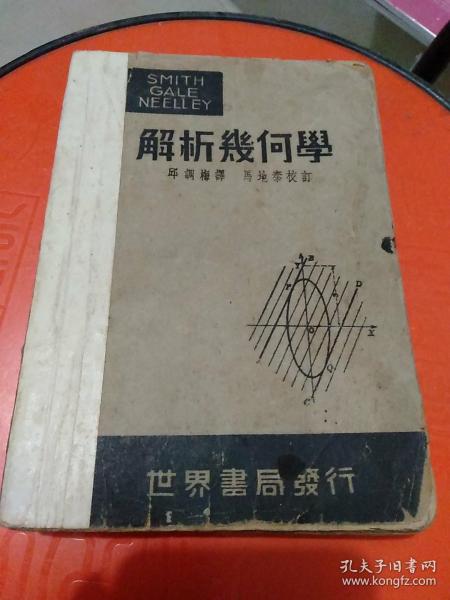 SMITH
GALE
NEELLEY
解析幾何學
邱調梅譯 馬地泰校訂
世界書局發行
孔夫子旧书网
www.kongfz.com